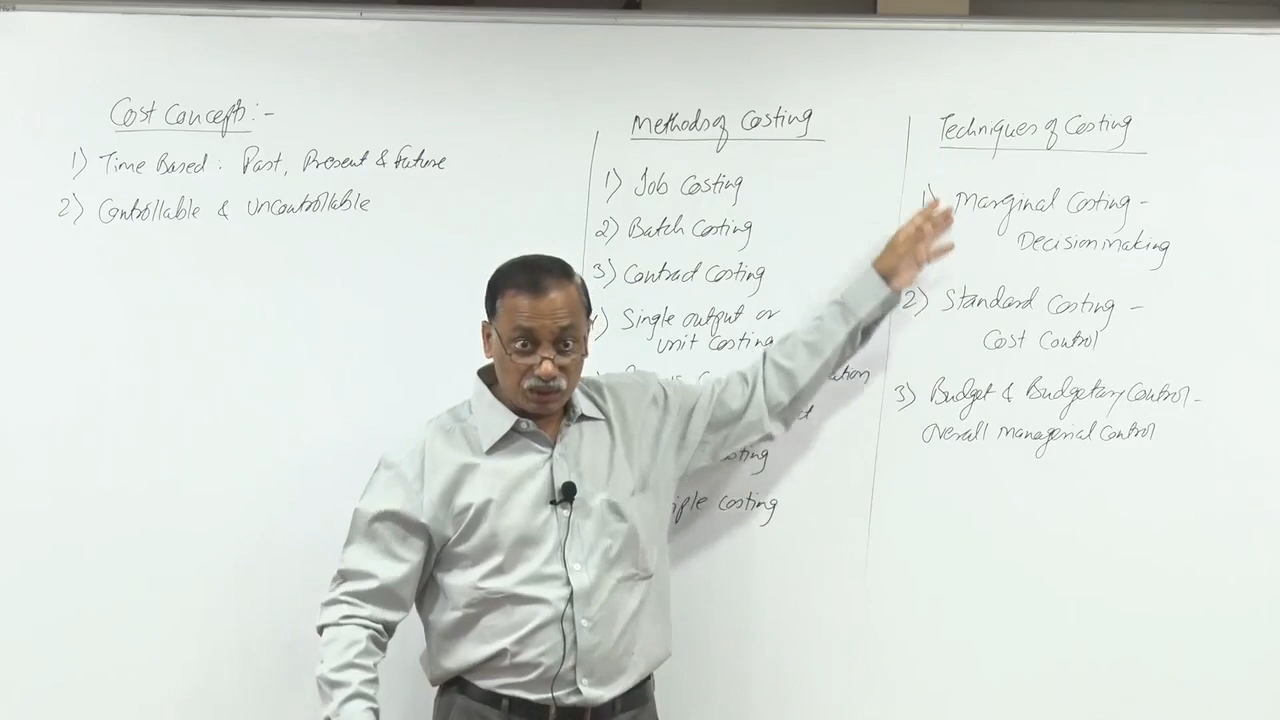 Cost Concepts:-
1) Time Based: Past, Present & Future
2) Controllable & Uncontrollable
Methods of Costing
1) Job Costing
2) Batch Costing
3) Contract Costing
Single output or
unit Costing
costing
Techniques of Costing
1) Marginal Costing -
Decision making
2) Standard Costing -
Cost Control
3) Budget & Budgetary Control -
Overall Managerial Control